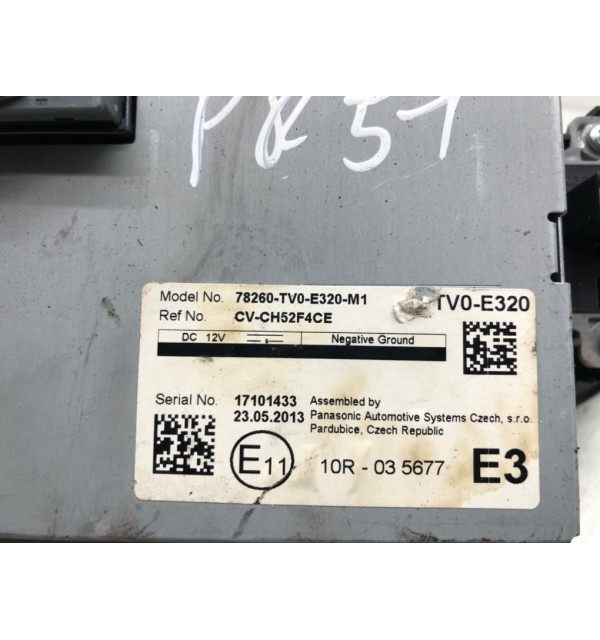 P857
Model No. 78260-TV0-E320-M1
TV0-E320
Ref No. CV-CH52F4CE
DC 12V Negative Ground
Serial No. 17101433 Assembled by
23.05.2013 Panasonic Automotive Systems Czech, s.r.o.
Pardubice, Czech Republic
E11 10R - 03 5677 E3